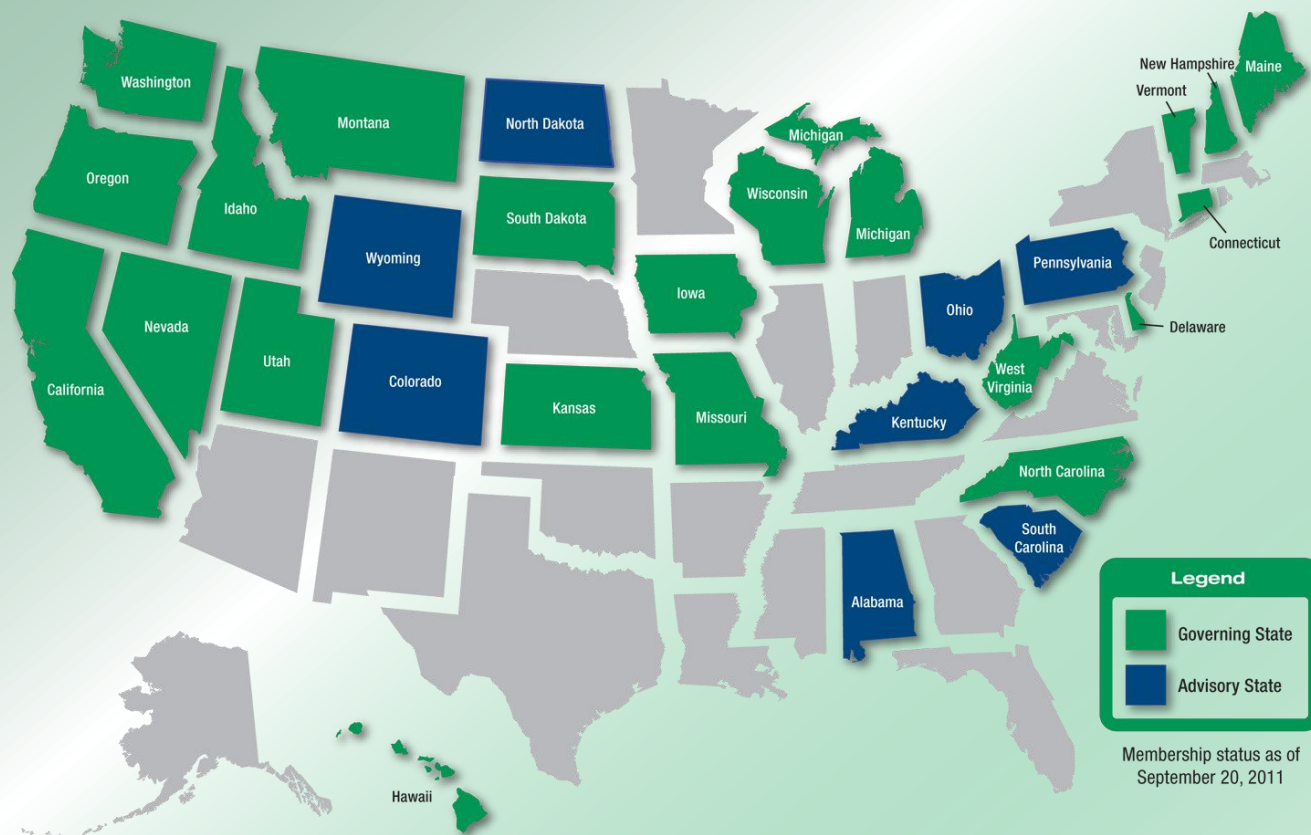 Washington
Montana
North Dakota
Michigan
New Hampshire
Vermont
Maine
Oregon
Idaho
South Dakota
Wisconsin
Michigan
Connecticut
Wyoming
Pennsylvania
Iowa
Ohio
Delaware
Nevada
Utah
California
Colorado
Kansas
Missouri
Kentucky
West
Virginia
North Carolina
South
Carolina
Alabama
Hawaii
Legend
Governing State
Advisory State
Membership status as of
September 20, 2011